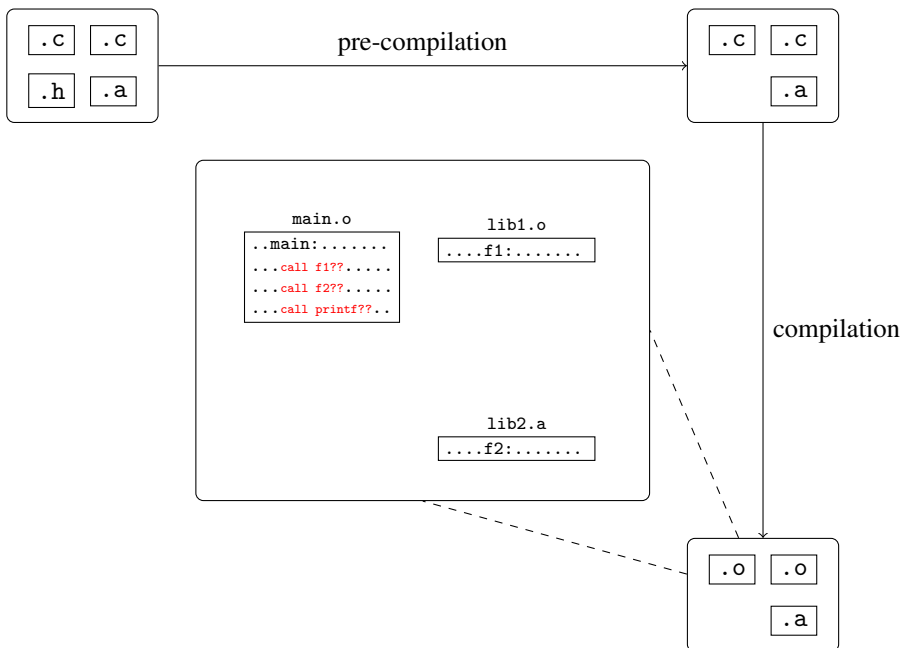 .c .c
.h .a
pre-compilation
.c .c
.a
main.o
..main:.......
...call f1??.....
...call f2??.....
...call printf??..
lib1.o
....f1:.......
compilation
lib2.a
....f2:.......
.o .o
.a